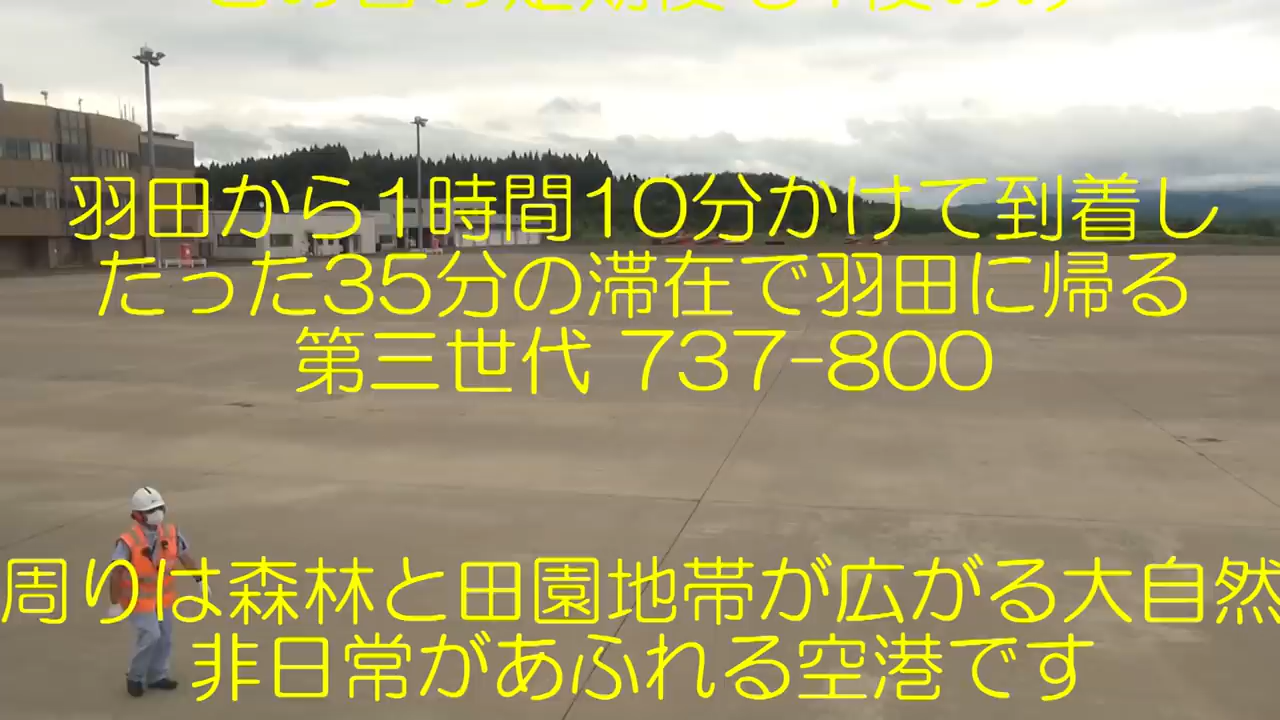 羽田から1時間10分かけて到着し
たった35分の滞在で羽田に帰る
第三世代 737-800
周りは森林と田園地帯が広がる大自然
非日常があふれる空港です